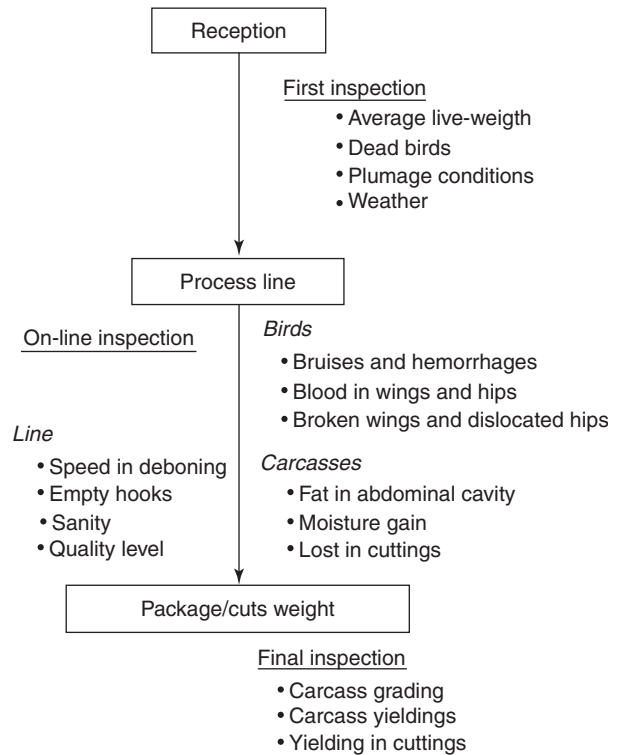 Reception
First inspection
• Average live-weigth
• Dead birds
• Plumage conditions
• Weather
Process line
On-line inspection
Birds
• Bruises and hemorrhages
• Blood in wings and hips
• Broken wings and dislocated hips
Line
• Speed in deboning
• Empty hooks
• Sanity
• Quality level
Carcasses
• Fat in abdominal cavity
• Moisture gain
• Lost in cuttings
Package/cuts weight
Final inspection
• Carcass grading
• Carcass yieldings
• Yielding in cuttings